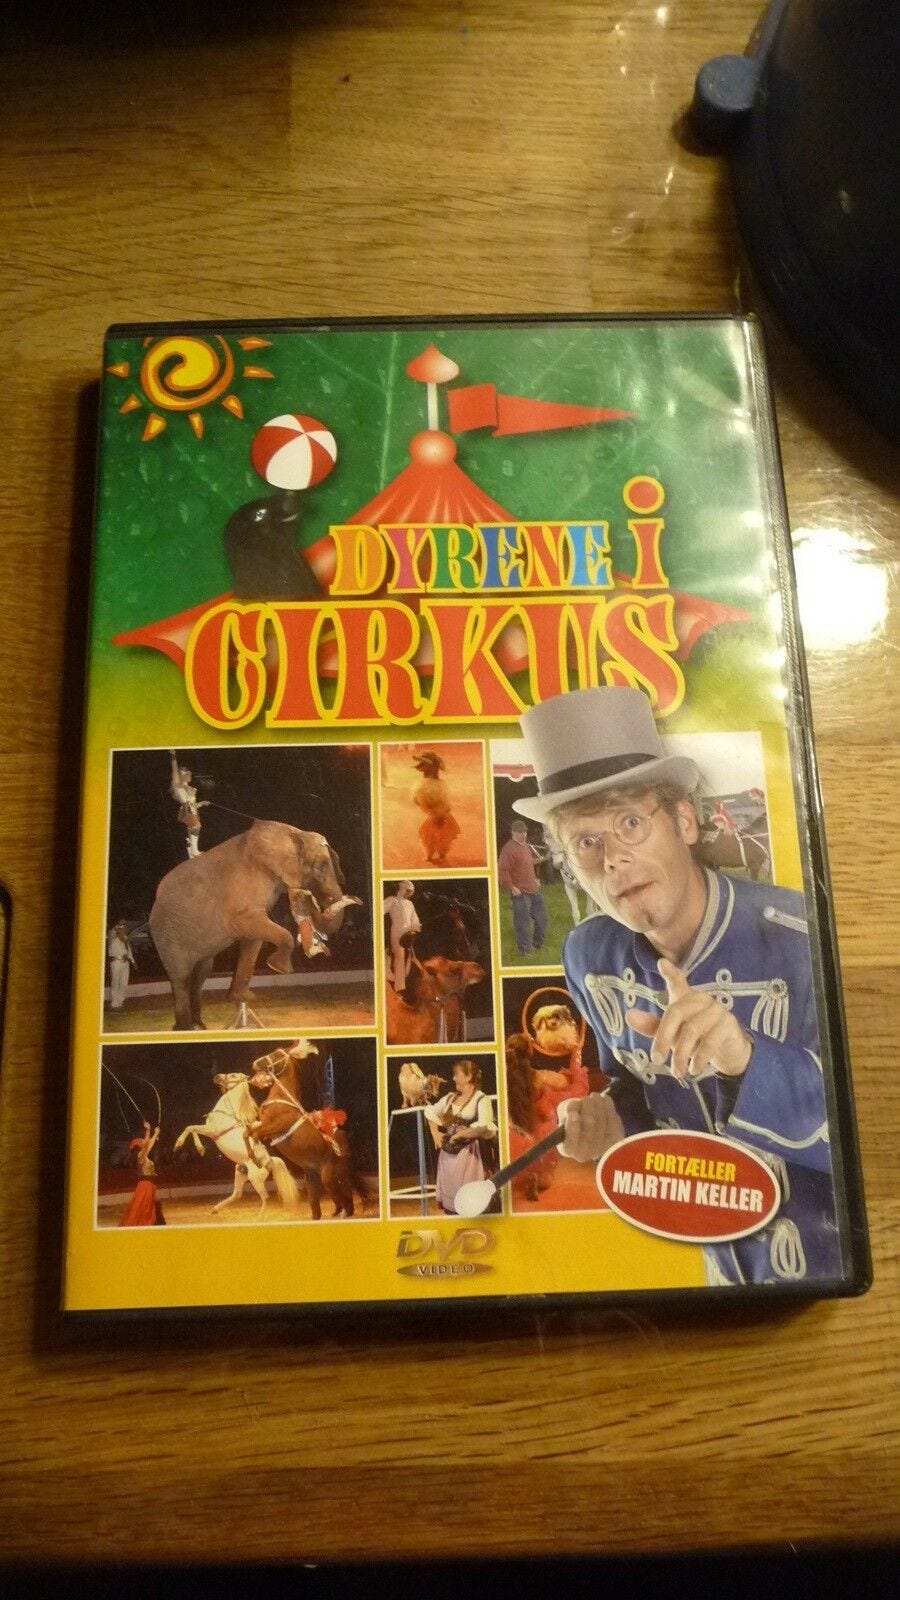 DYRENE i
CIRKUS
FORTÆLLER
MARTIN KELLER
DVD
VIDEO